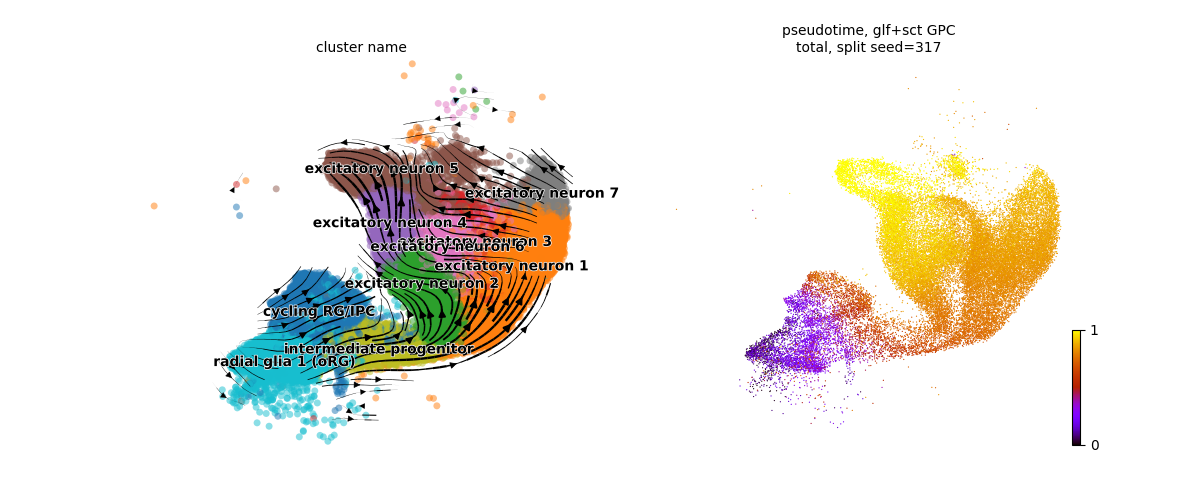 cluster name
pseudotime, glf+sct GPC
total, split seed=317
excitatory neuron 5
excitatory neuron 7
excitatory neuron 4
excitatory neuron 3
excitatory neuron 6
excitatory neuron 1
excitatory neuron 2
cycling RG/IPC
intermediate progenitor
radial glia 1 (oRG)
1
0